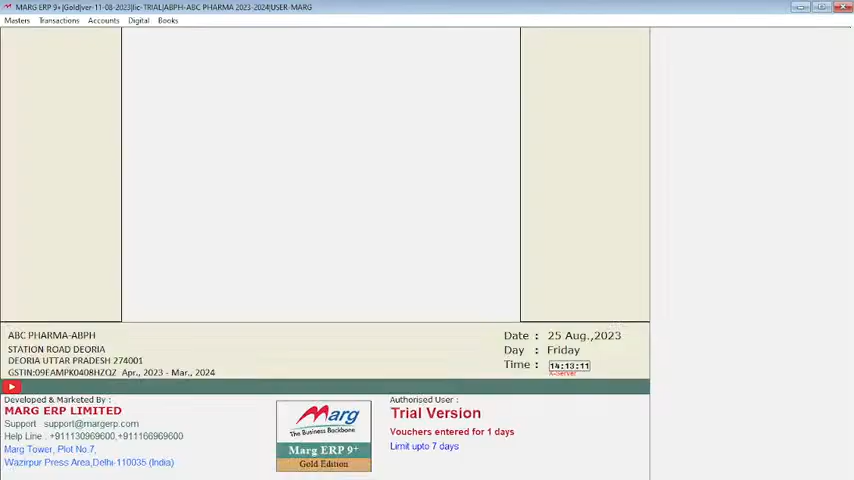 MARG ERP 9+|Gold|ver-11-08-2023|lic-TRIAL|ABPH-ABC PHARMA 2023-2024|USER-MARG
Masters Transactions Accounts Digital Books
ABC PHARMA-ABPH
STATION ROAD DEORIA
DEORIA UTTAR PRADESH 274001
GSTIN:09EAMPK0408HZQZ Apr., 2023 - Mar., 2024
Date : 25 Aug.,2023
Day : Friday
Time : 14:13:11
X-Server
Developed & Marketed By :
MARG ERP LIMITED
Support support@margerp.com
Help Line . +911130969600,+911166969600
Marg Tower, Plot No.7,
Wazirpur Press Area,Delhi-110035 (India)
Marg
The Business Backbone
Marg ERP 9+
Gold Edition
Authorised User :
Trial Version
Vouchers entered for 1 days
Limit upto 7 days